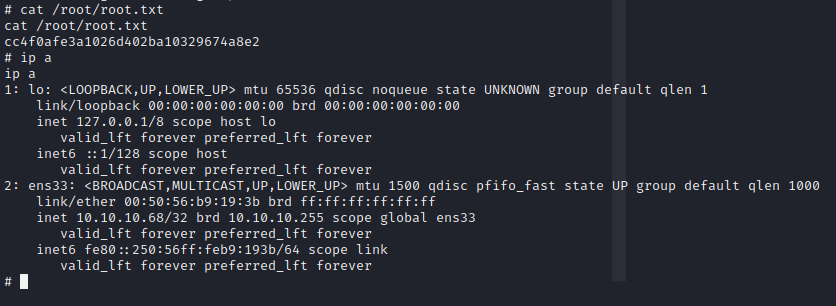 # cat /root/root.txt
cat /root/root.txt
cc4f0afe3a1026d402ba10329674a8e2
# ip a
ip a
1: lo: <LOOPBACK,UP,LOWER_UP> mtu 65536 qdisc noqueue state UNKNOWN group default qlen 1
    link/loopback 00:00:00:00:00:00 brd 00:00:00:00:00:00
    inet 127.0.0.1/8 scope host lo
       valid_lft forever preferred_lft forever
    inet6 ::1/128 scope host
       valid_lft forever preferred_lft forever
2: ens33: <BROADCAST,MULTICAST,UP,LOWER_UP> mtu 1500 qdisc pfifo_fast state UP group default qlen 1000
    link/ether 00:50:56:b9:19:3b brd ff:ff:ff:ff:ff:ff
    inet 10.10.10.68/32 brd 10.10.10.255 scope global ens33
       valid_lft forever preferred_lft forever
    inet6 fe80::250:56ff:feb9:193b/64 scope link
       valid_lft forever preferred_lft forever
#